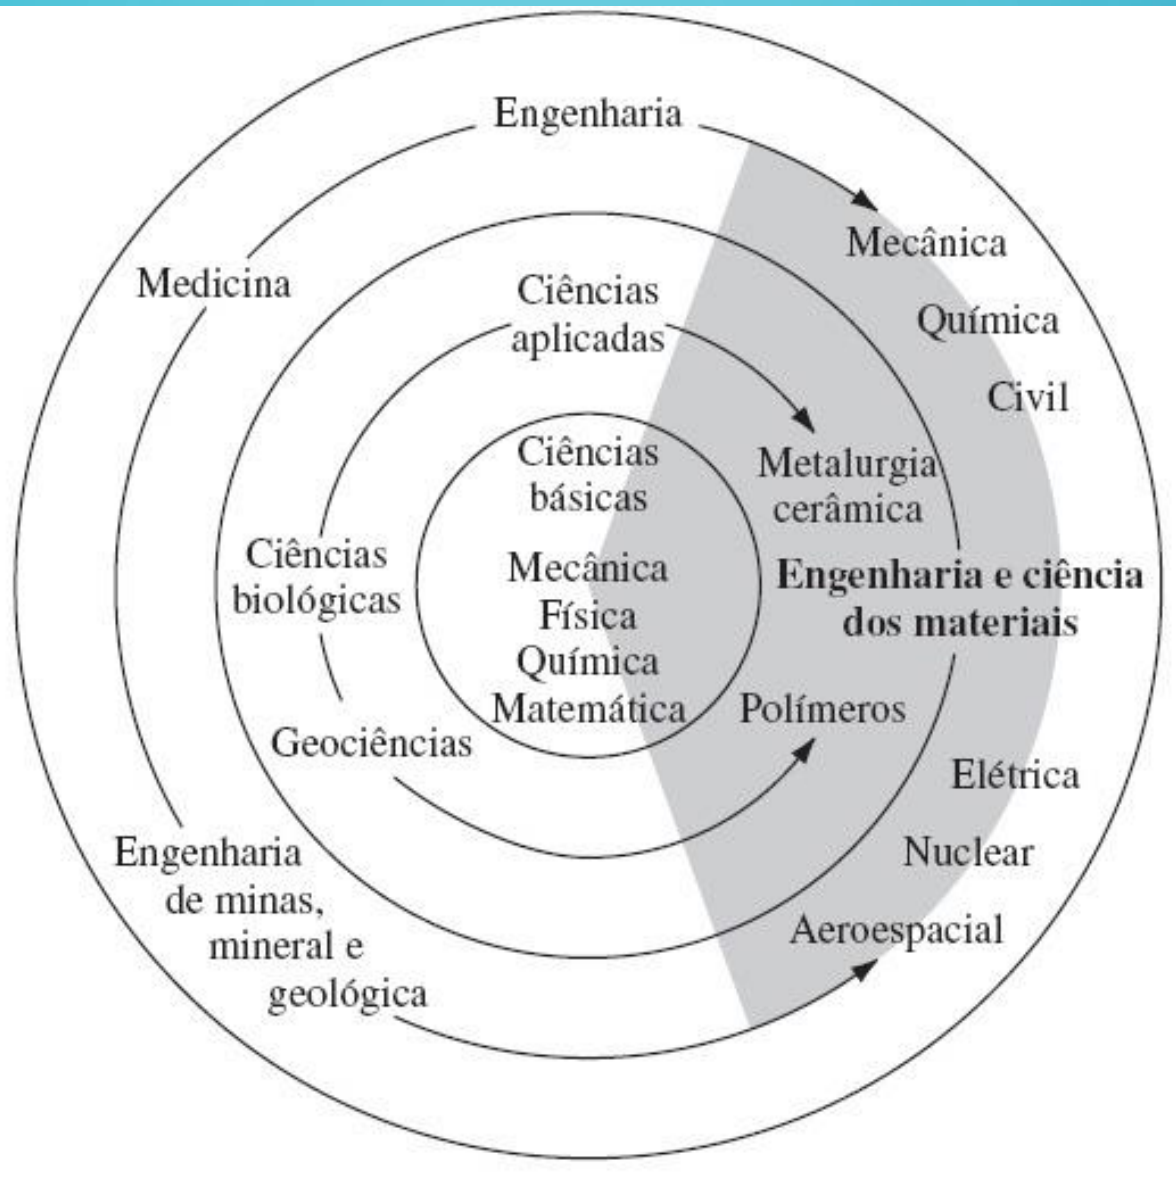 Engenharia
Mecânica
Química
Civil
Medicina
Ciências
aplicadas
Metalurgia
cerâmica
Ciências
básicas
Mecânica
Física
Química
Matemática
Ciências
biológicas
Engenharia e ciência
dos materiais
Geociências
Polímeros
Elétrica
Nuclear
Aeroespacial
Engenharia
de minas,
mineral e
geológica